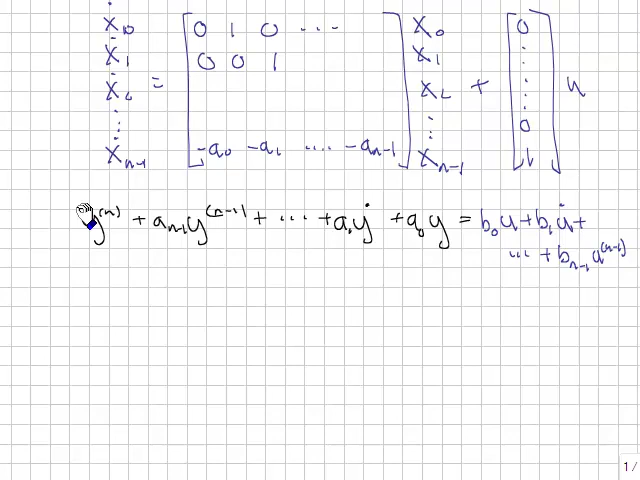 ẋ₀ [0 1 0 ... x₀ [0
ẋ₁ 0 0 1 x₁ ⋮
ẋ₂ = x₂ + ⋮ u
⋮ ⋮ 0
ẋₙ₋₁ -a₀ -a₁ .... -aₙ₋₁] xₙ₋₁ 1]
y⁽ⁿ⁾ + aₙ₋₁y⁽ⁿ⁻¹⁾ + ... + a₁ẏ + a₀y = b₀u + b₁u̇ +
... + bₙ₋₁u⁽ⁿ⁻¹⁾
1/